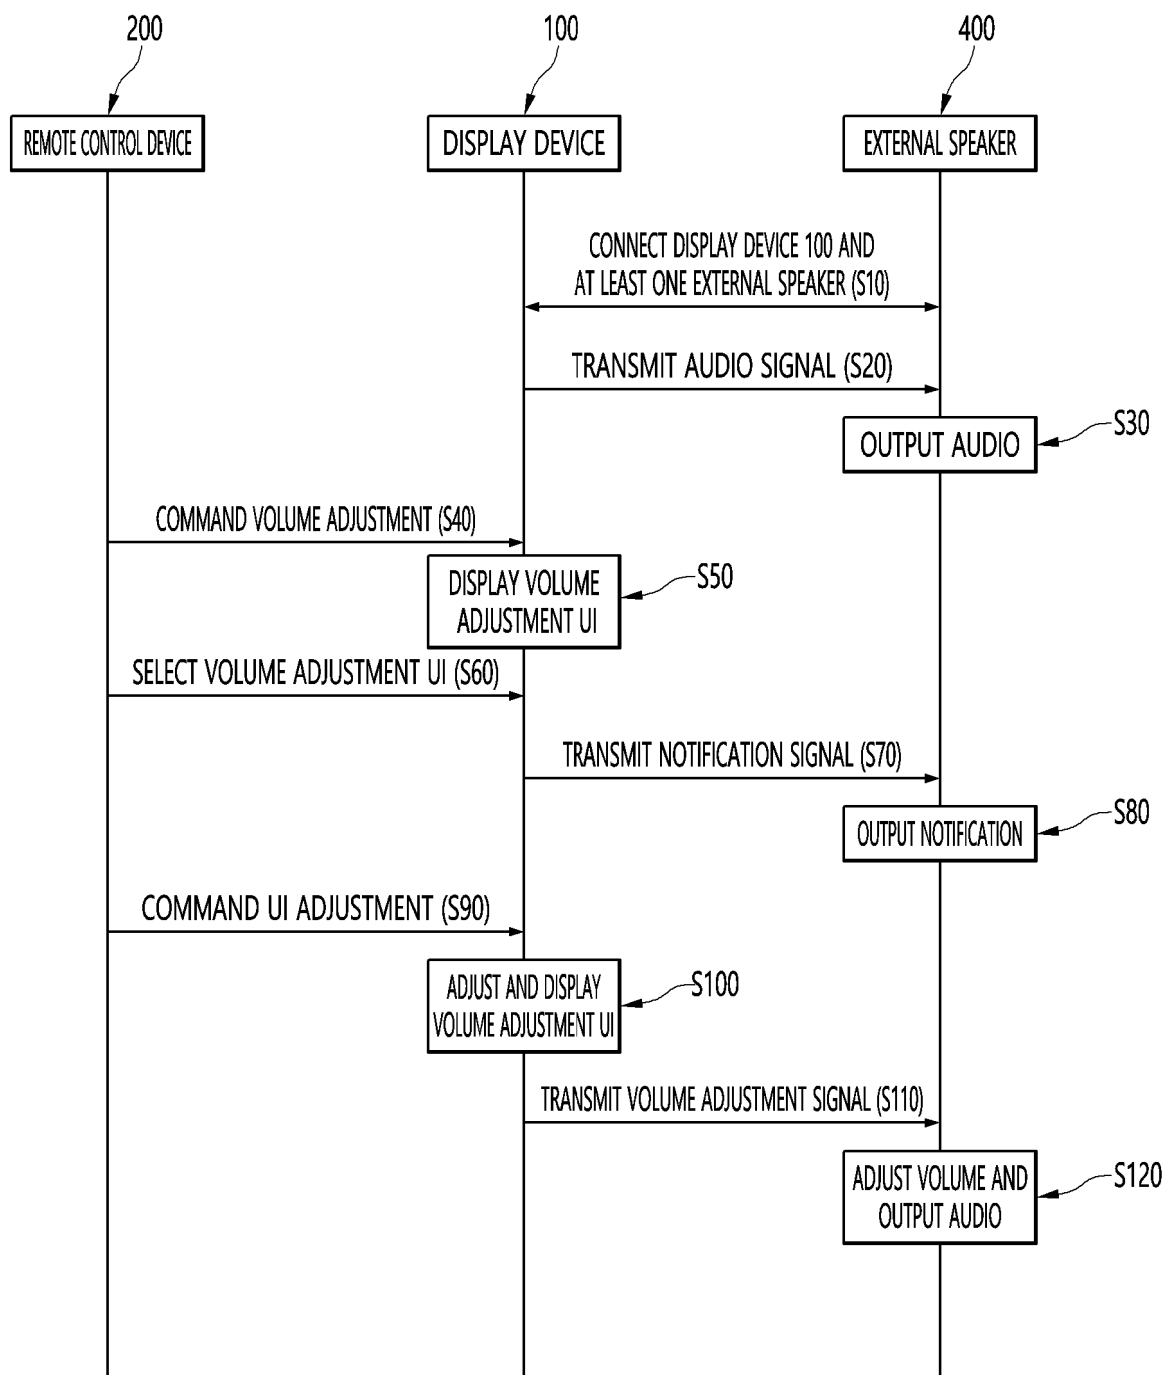 200
100
400
REMOTE CONTROL DEVICE
DISPLAY DEVICE
EXTERNAL SPEAKER
CONNECT DISPLAY DEVICE 100 AND
AT LEAST ONE EXTERNAL SPEAKER (S10)
TRANSMIT AUDIO SIGNAL (S20)
OUTPUT AUDIO
S30
COMMAND VOLUME ADJUSTMENT (S40)
DISPLAY VOLUME
ADJUSTMENT UI
S50
SELECT VOLUME ADJUSTMENT UI (S60)
TRANSMIT NOTIFICATION SIGNAL (S70)
OUTPUT NOTIFICATION
S80
COMMAND UI ADJUSTMENT (S90)
ADJUST AND DISPLAY
VOLUME ADJUSTMENT UI
S100
TRANSMIT VOLUME ADJUSTMENT SIGNAL (S110)
ADJUST VOLUME AND
OUTPUT AUDIO
S120